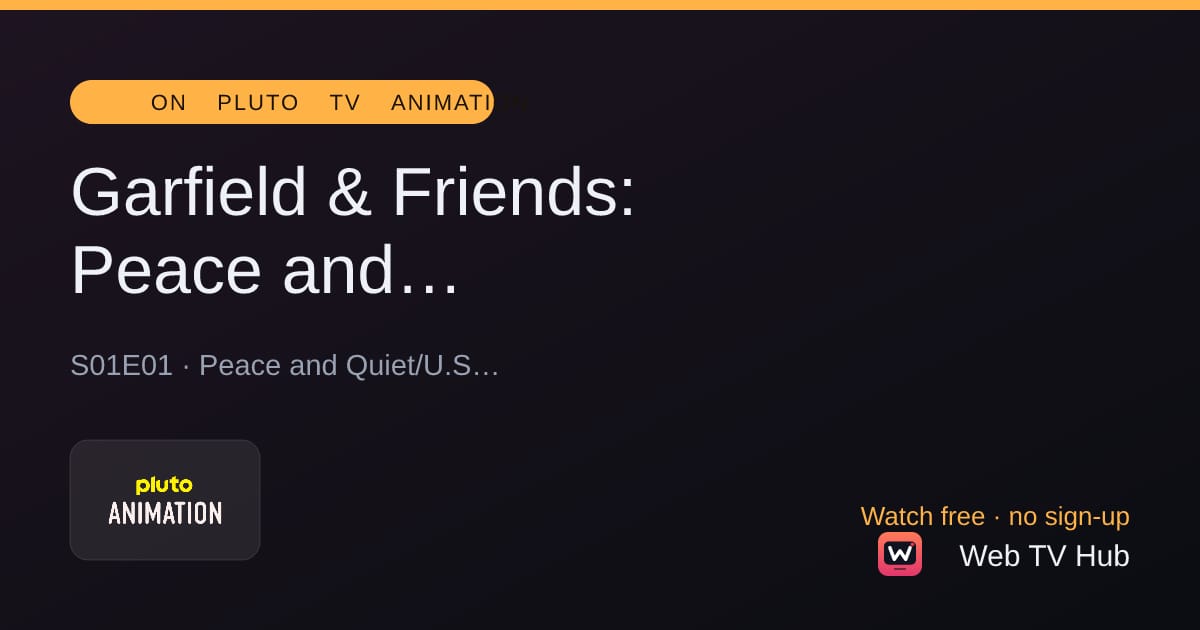 ON PLUTO TV ANIMATI
Garfield & Friends:
Peace and…
S01E01 · Peace and Quiet/U.S…
pluto
ANIMATION
Watch free · no sign-up
W
Web TV Hub